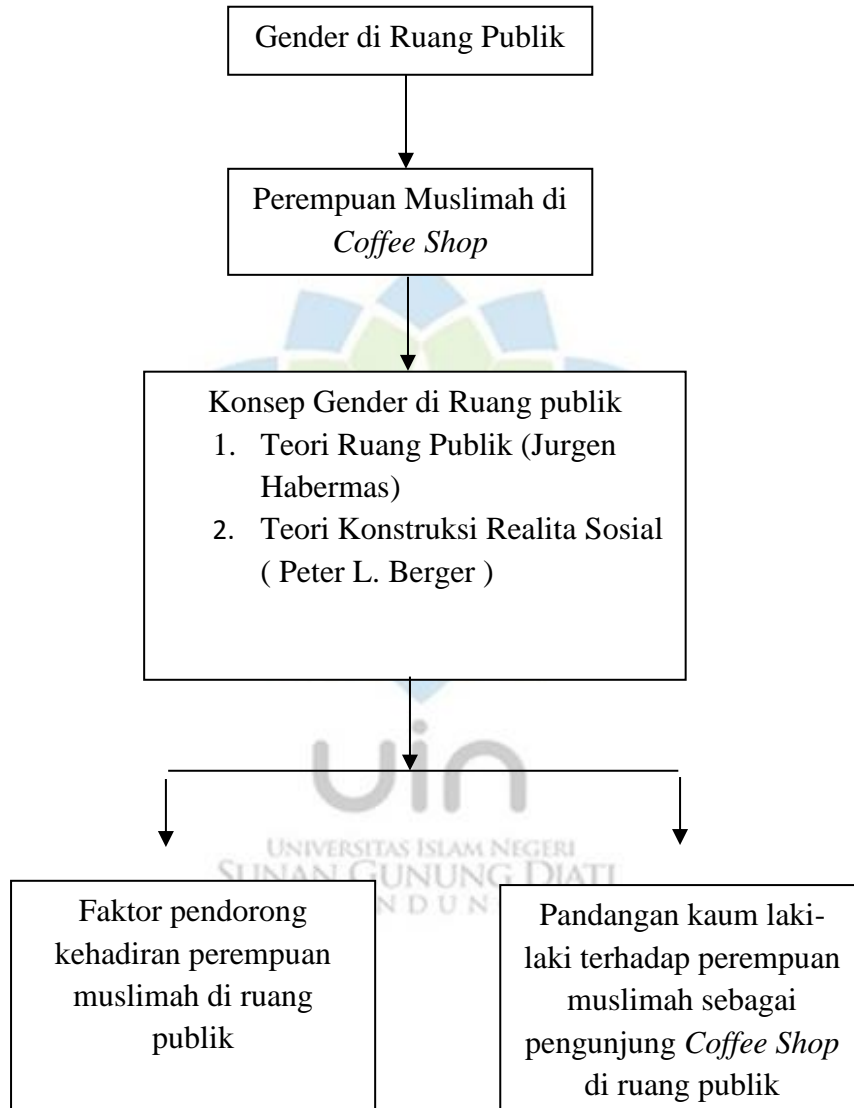 Gender di Ruang Publik
Perempuan Muslimah di
Coffee Shop
Konsep Gender di Ruang publik
1. Teori Ruang Publik (Jurgen
Habermas)
2. Teori Konstruksi Realita Sosial
( Peter L. Berger )
uin
UNIVERSITAS ISLAM NEGERI
SUNAN GUNUNG DJATI
Faktor pendorong
kehadiran perempuan
muslimah di ruang
publik
Pandangan kaum laki-
laki terhadap perempuan
muslimah sebagai
pengunjung Coffee Shop
di ruang publik